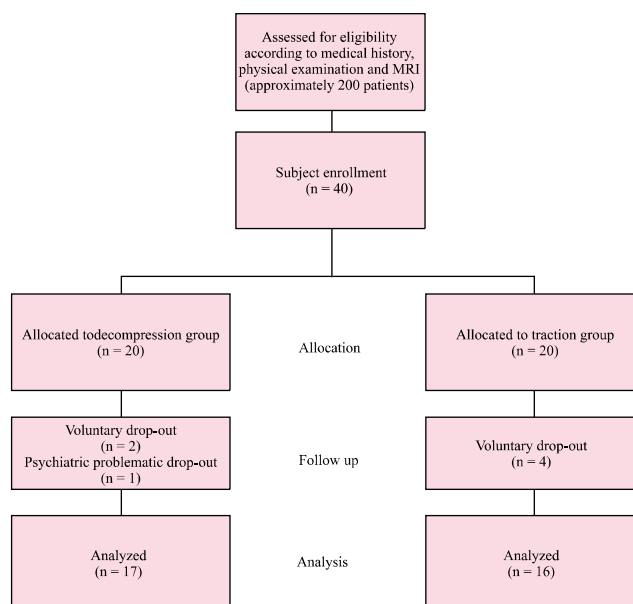 Assessed for eligibility
according to medical history,
physical examination and MRI
(approximately 200 patients)
Subject enrollment
(n = 40)
Allocated todecompression group
(n = 20)
Allocation
Allocated to traction group
(n = 20)
Voluntary drop-out
(n = 2)
Psychiatric problematic drop-out
(n = 1)
Follow up
Voluntary drop-out
(n = 4)
Analyzed
(n = 17)
Analysis
Analyzed
(n = 16)